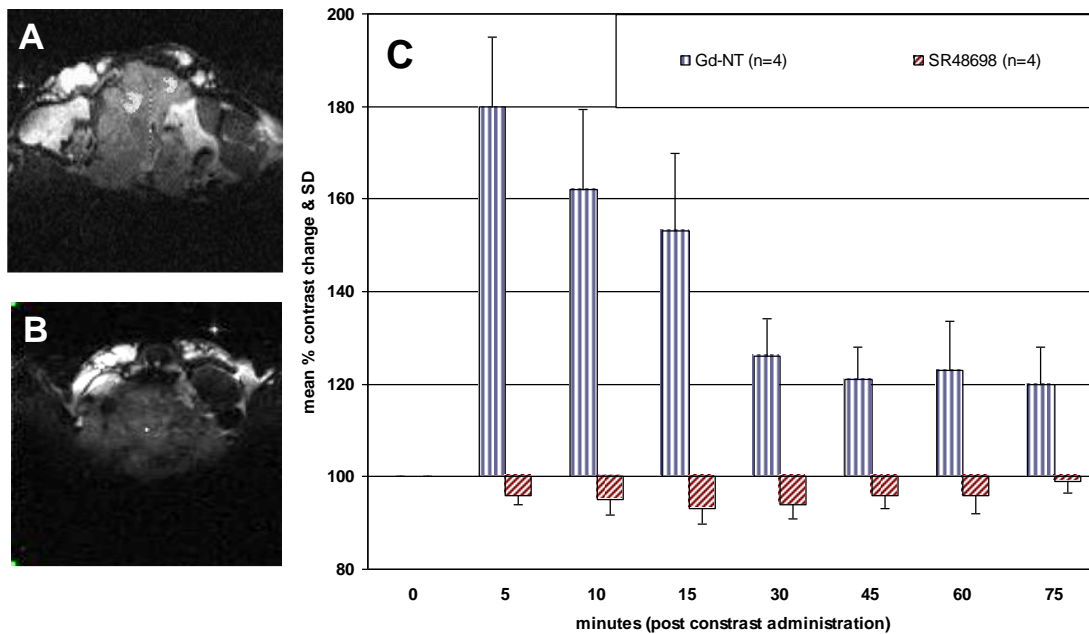 A
B
C
Gd-NT (n=4) SR48698 (n=4)
mean % contrast change & SD
200
180
160
140
120
100
80
0 5 10 15 30 45 60 75
minutes (post constrast administration)